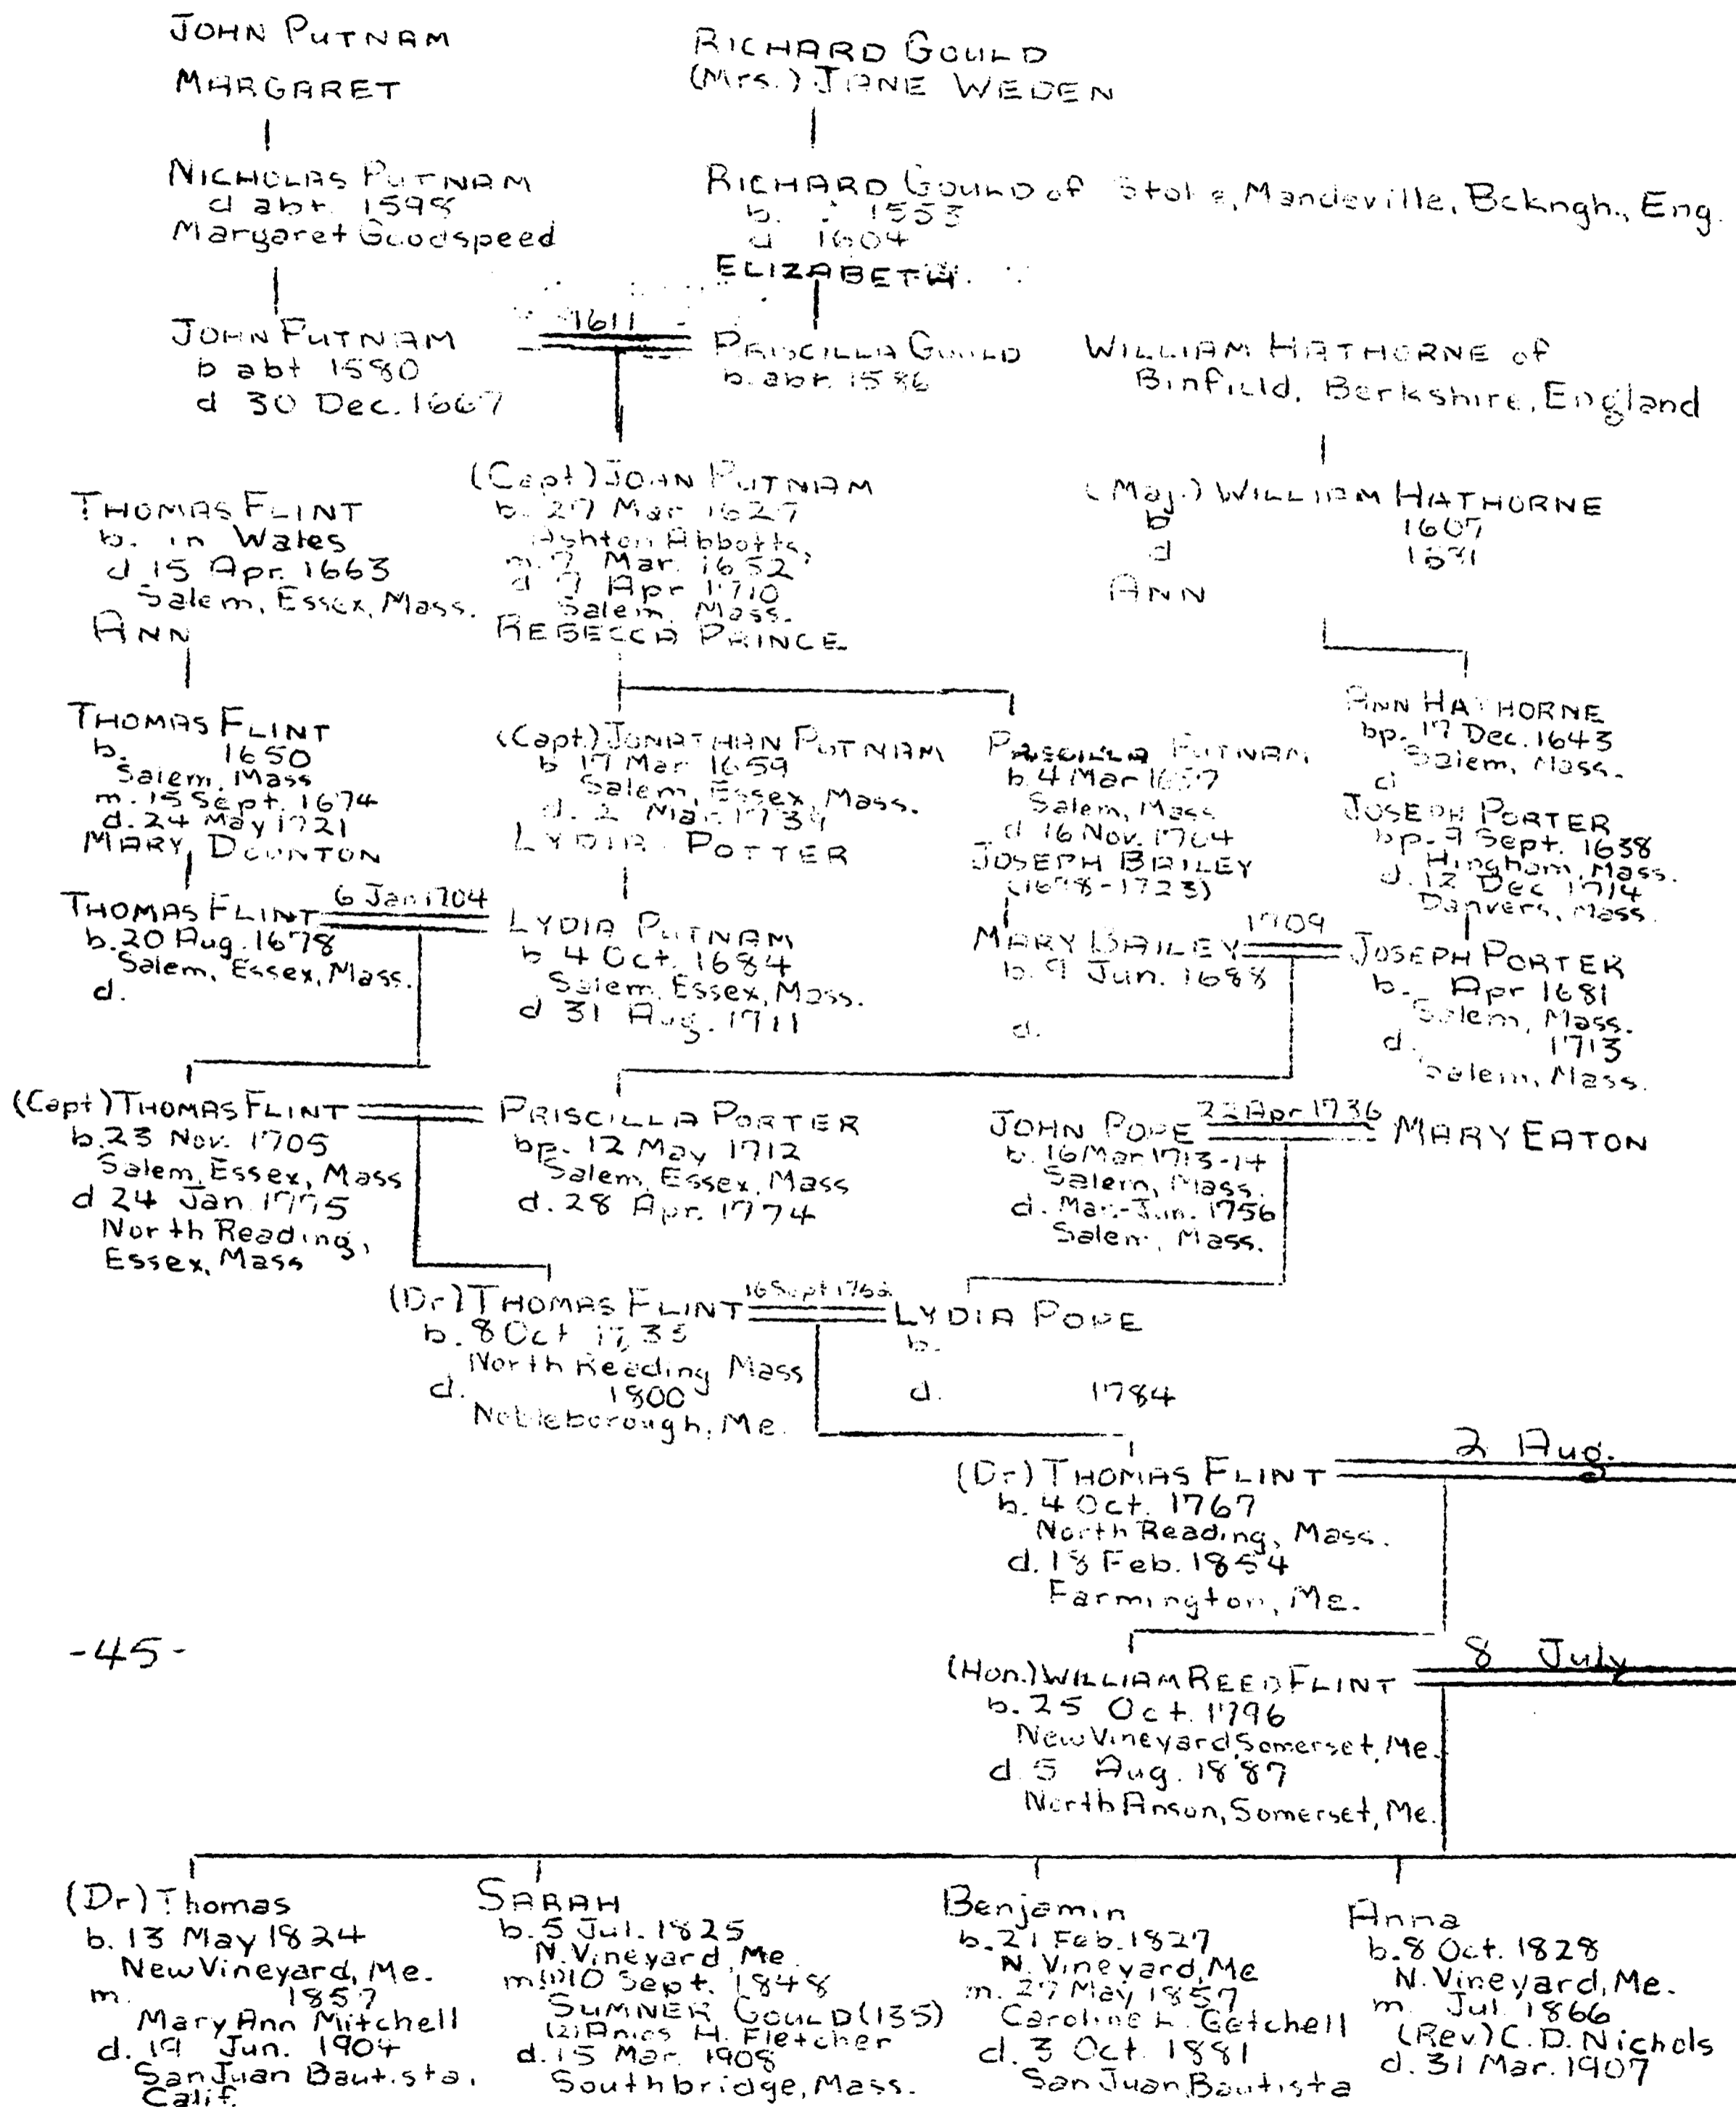 JOHN PUTNAM
MARGARET
RICHARD GOULD
(Mrs.) JANE WEDEN
NICHOLAS PUTNAM
d abt. 1598
Margaret Goodspeed
RICHARD GOULD of Stoke, Mandeville, Bckngh., Eng.
b. 1553
d 1604
ELIZABETH
JOHN PUTNAM
b abt 1580
d 30 Dec. 1667
1611
PRISCILLA GOULD
b. abt. 1586
WILLIAM HATHORNE of
Binfield, Berkshire, England
THOMAS FLINT
b. in Wales
d 15 Apr. 1663
Salem, Essex, Mass.
ANN
(Capt) JOHN PUTNAM
b. 27 Mar 1627
Ashton Abbotts,
m. 7 Mar. 1652
d 7 Apr 1710
Salem, Mass.
REBECCA PRINCE
(Maj.) WILLIAM HATHORNE
b 1607
d 1681
ANN
THOMAS FLINT
b. 1650
Salem, Mass
m. 15 Sept. 1674
d. 24 May 1721
MARY DOUNTON
(Capt) JONATHAN PUTNAM
b 17 Mar 1659
Salem, Essex, Mass.
d. 2 Mar. 1739
LYDIA POTTER
PRISCILLA PUTNAM
b. 4 Mar 1657
Salem, Mass
d 16 Nov. 1704
JOSEPH BAILEY
-1723)
ANN HATHORNE
bp. 17 Dec. 1643
Salem, Mass.
d
JOSEPH PORTER
bp. 9 Sept. 1638
Hingham, Mass.
d. 12 Dec 1714
Danvers, Mass.
THOMAS FLINT
b. 20 Aug. 1678
Salem, Essex, Mass.
d.
6 Jan 1704
LYDIA PUTNAM
b 4 Oct. 1684
Salem, Essex, Mass.
d 31 Aug. 1711
MARY BAILEY
b. 9 Jun. 1688
d.
1709
JOSEPH PORTER
b. Apr 1681
Salem, Mass.
d. 1713
Salem, Mass.
(Capt) THOMAS FLINT
b. 23 Nov. 1705
Salem, Essex, Mass
d 24 Jan. 1775
North Reading,
Essex, Mass
PRISCILLA PORTER
bp. 12 May 1712
Salem, Essex, Mass
d. 28 Apr. 1774
JOHN POPE
b. 16 Mar 1713-14
Salem, Mass.
d. Mar.-Jun. 1756
Salem, Mass.
22 Apr 1736
MARY EATON
(Dr) THOMAS FLINT
b. 8 Oct 1735
North Reading Mass
d. 1800
Nobleborough, Me.
16 Sept 1762
LYDIA POPE
b.
d. 1784
(Dr) THOMAS FLINT
b. 4 Oct. 1767
North Reading, Mass.
d. 18 Feb. 1854
Farmington, Me.
2 Aug.
-45-
(Hon.) WILLIAM REED FLINT
b. 25 Oct. 1796
New Vineyard, Somerset, Me.
d. 5 Aug. 1887
North Anson, Somerset, Me.
8 July
(Dr) Thomas
b. 13 May 1824
New Vineyard, Me.
m. 1857
Mary Ann Mitchell
d. 19 Jun. 1904
San Juan Bautista,
Calif.
SARAH
b. 5 Jul. 1825
N. Vineyard, Me.
m(1) 10 Sept. 1848
SUMNER GOULD (135)
(2) Amos H. Fletcher
d. 15 Mar. 1908
Southbridge, Mass.
Benjamin
b. 21 Feb. 1827
N. Vineyard, Me
m. 27 May 1857
Caroline L. Getchell
d. 3 Oct. 1881
San Juan Bautista
Anna
b. 8 Oct. 1828
N. Vineyard, Me.
m. Jul. 1866
(Rev) C. D. Nichols
d. 31 Mar. 1907